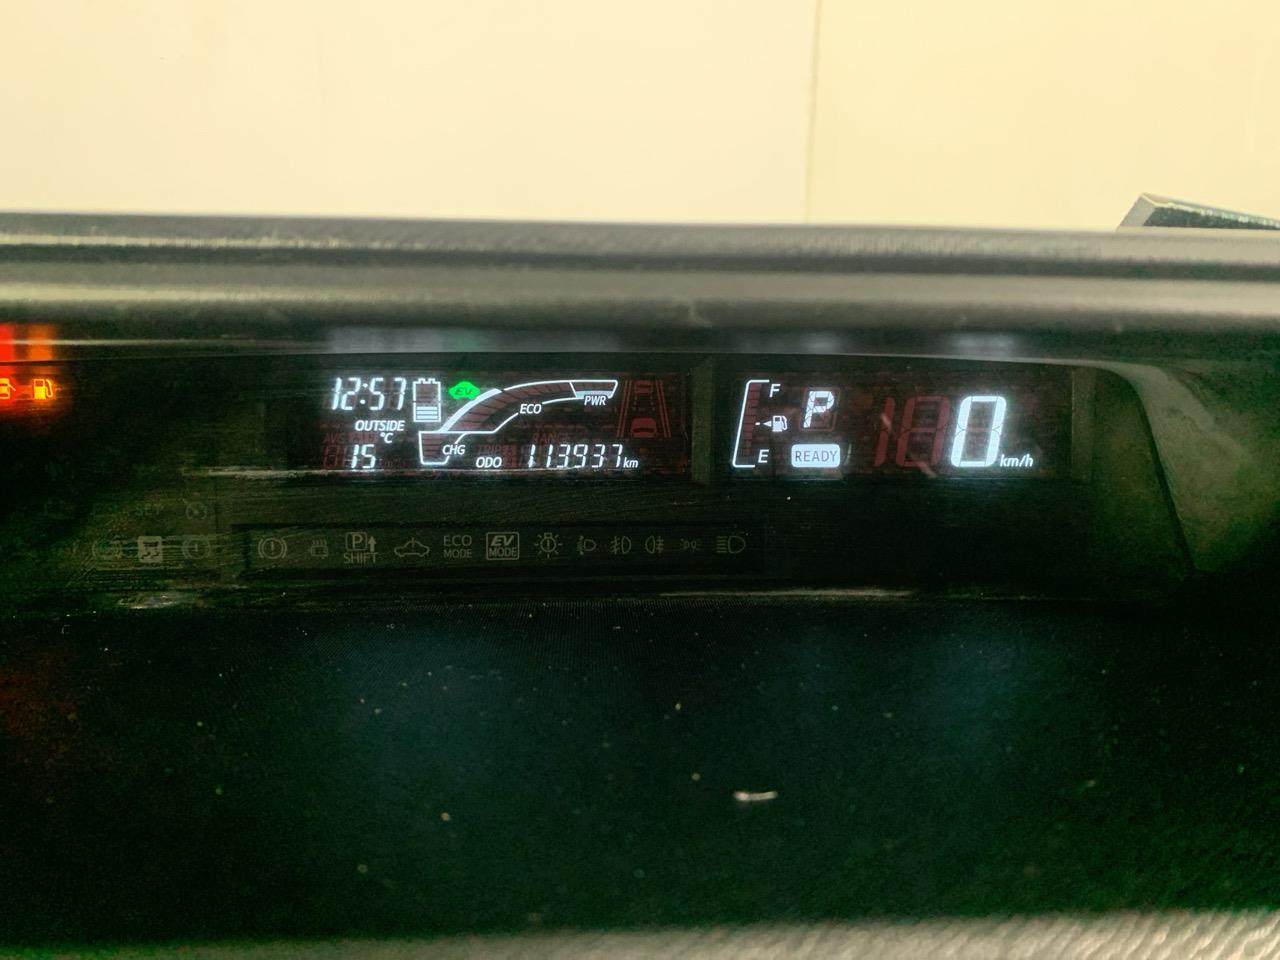 12:57
EV
ECO
PWR
OUTSIDE
°C
15
CHG
ODO 113937 km
F
E
P
READY
0 km/h
SET
P
SHIFT
ECO
MODE
EV
MODE